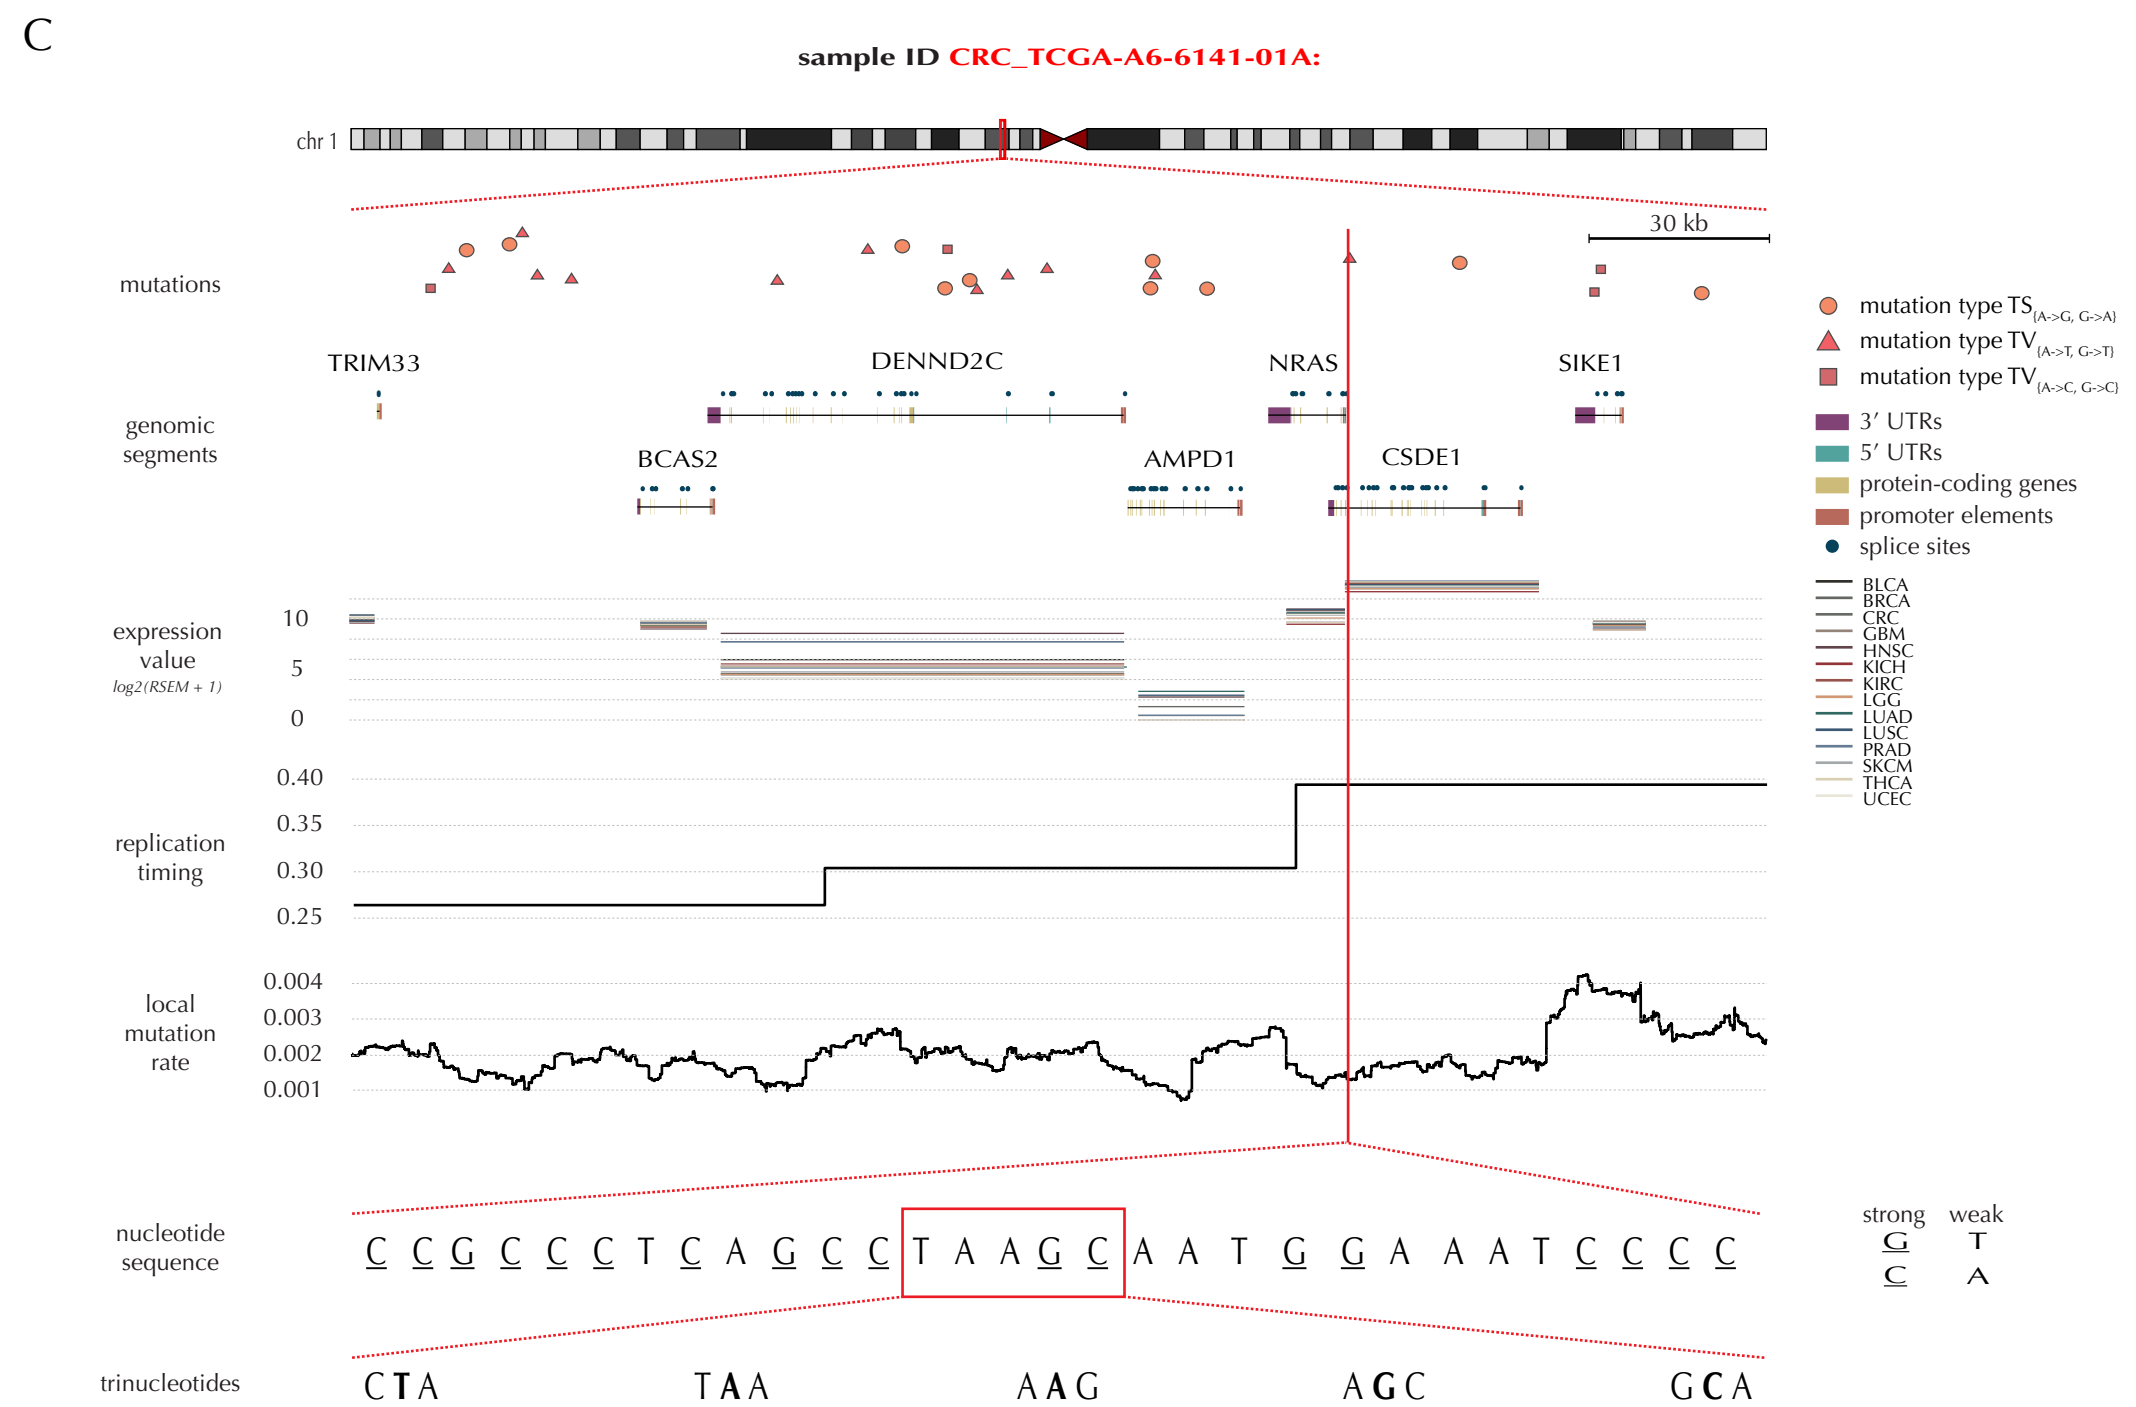 C
sample ID CRC_TCGA-A6-6141-01A:
chr 1
30 kb
mutations
mutation type TS{A->G, G->A}
mutation type TV{A->T, G->T}
mutation type TV{A->C, G->C}
TRIM33
DENND2C
NRAS
SIKE1
genomic
segments
BCAS2
AMPD1
CSDE1
3′ UTRs
5′ UTRs
protein-coding genes
promoter elements
splice sites
expression
value
log2(RSEM + 1)
10
5
0
BLCA
BRCA
CRC
GBM
HNSC
KICH
KIRC
LGG
LUAD
LUSC
PRAD
SKCM
THCA
UCEC
replication
timing
0.40
0.35
0.30
0.25
local
mutation
rate
0.004
0.003
0.002
0.001
nucleotide
sequence
C C G C C C T C A G C C T A A G C A A T G G A A A T C C C C
strong weak
G T
C A
trinucleotides
CTA TAA AAG AGC GCA